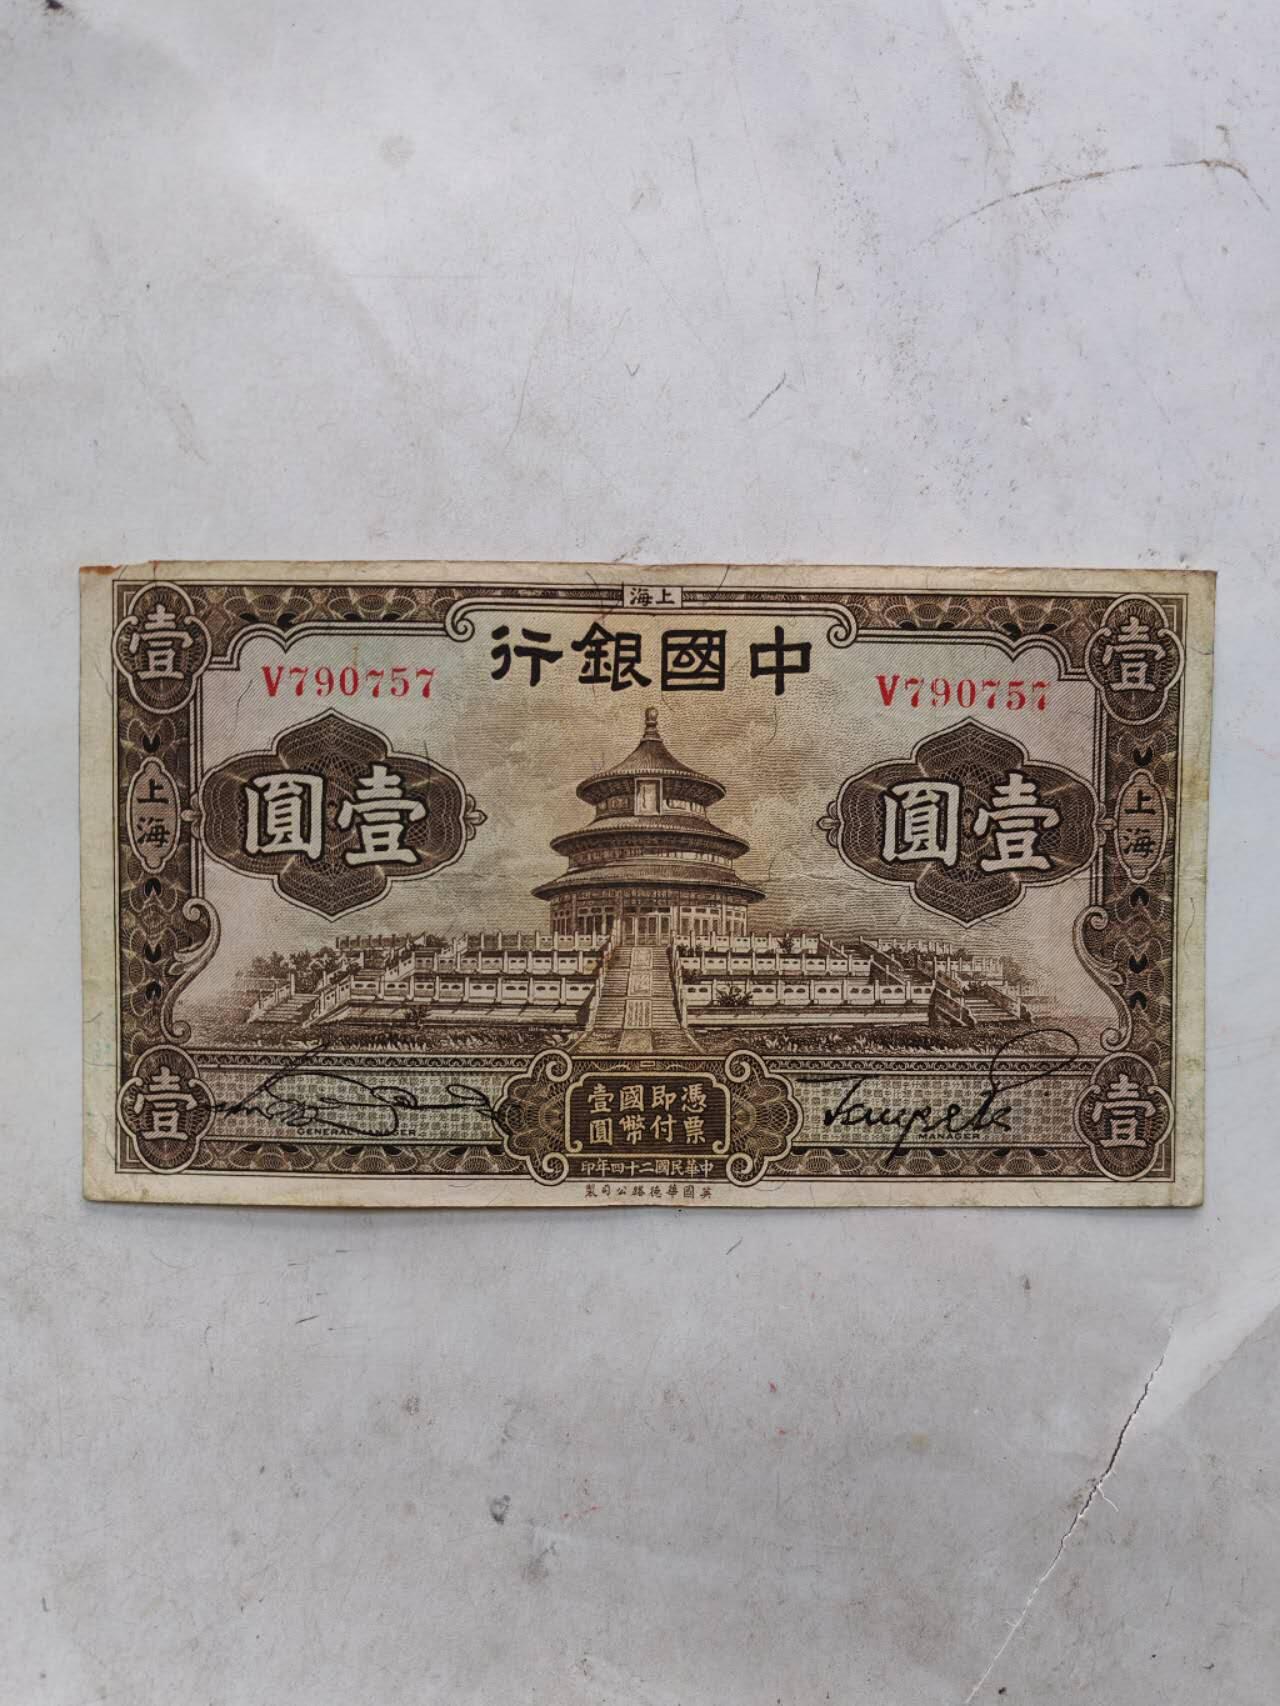 上海
中國銀行
V790757
V790757
壹
壹
壹圓
壹圓
上海
上海
憑票
即付
國幣
壹圓
GENERAL MANAGER
MANAGER
壹
壹
中華民國二十四年印
英國華德路公司製